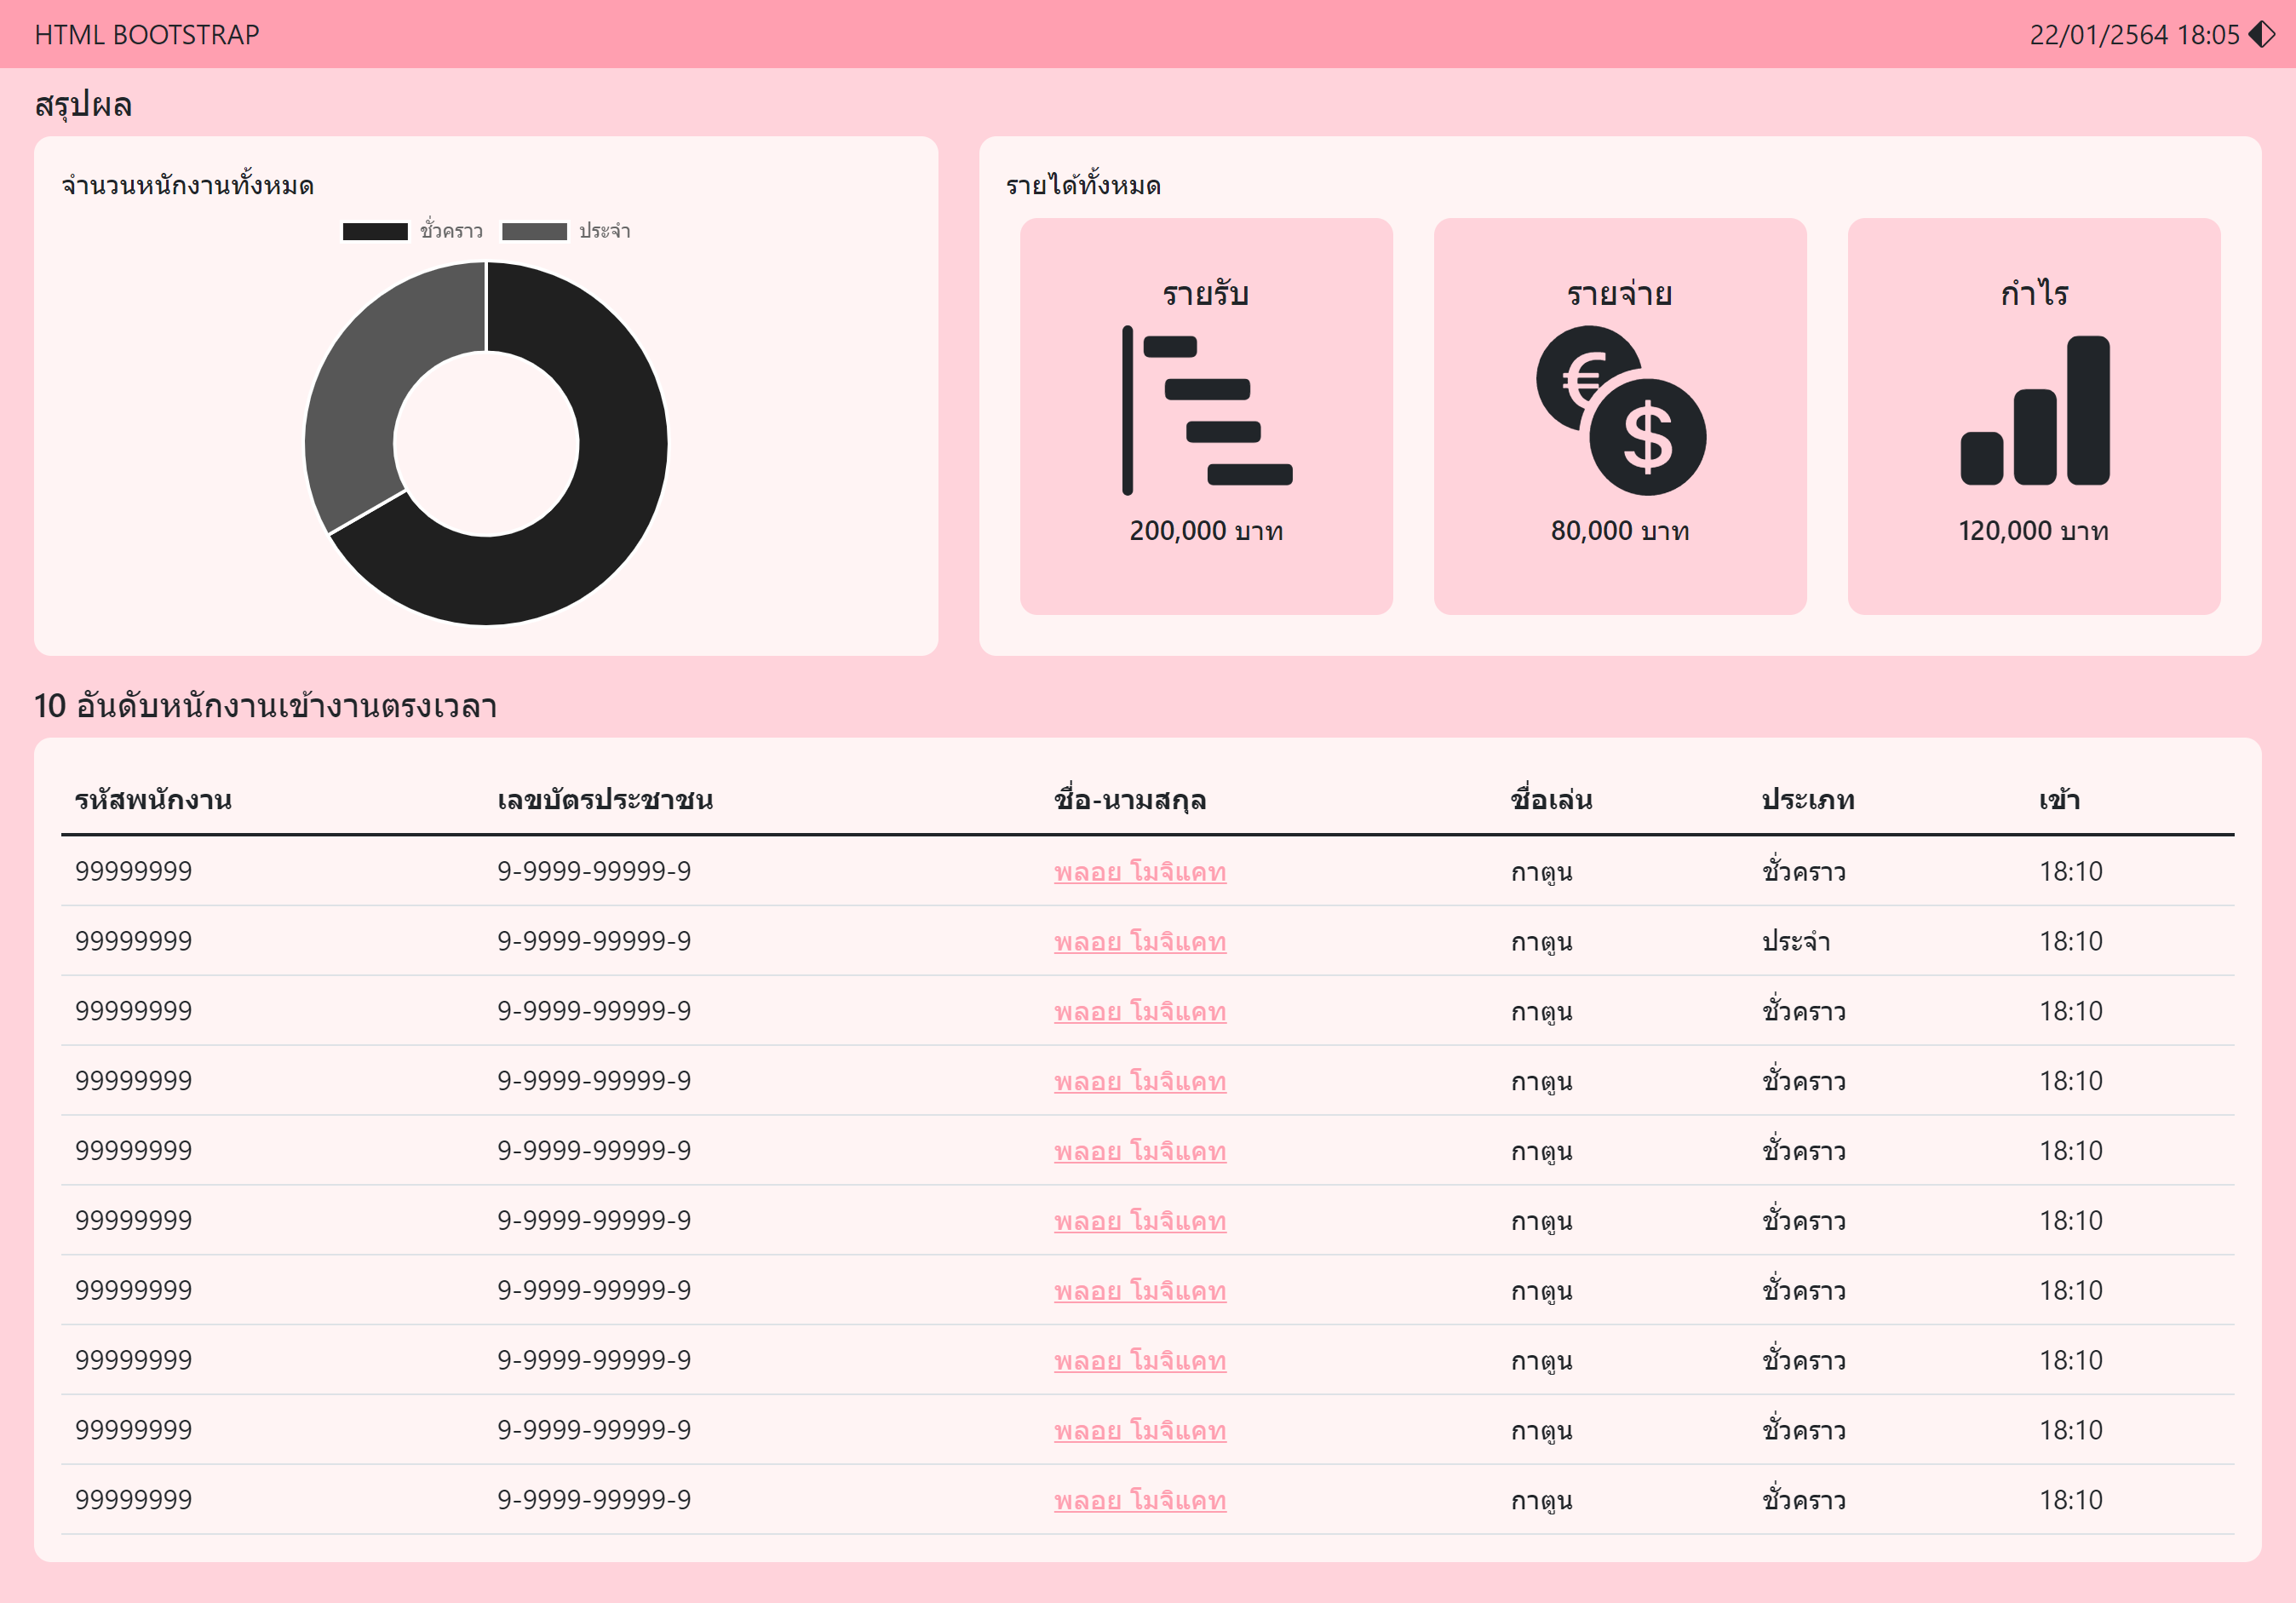 HTML BOOTSTRAP
22/01/2564 18:05
สรุปผล
จำนวนหนักงานทั้งหมด
ชั่วคราว ประจำ
รายได้ทั้งหมด
รายรับ รายจ่าย กำไร
€ $
200,000 บาท 80,000 บาท 120,000 บาท
10 อันดับหนักงานเข้างานตรงเวลา
รหัสพนักงาน เลขบัตรประชาชน ชื่อ-นามสกุล ชื่อเล่น ประเภท เข้า
99999999 9-9999-99999-9 พลอย โมจิแคท กาตูน ชั่วคราว 18:10
99999999 9-9999-99999-9 พลอย โมจิแคท กาตูน ประจำ 18:10
99999999 9-9999-99999-9 พลอย โมจิแคท กาตูน ชั่วคราว 18:10
99999999 9-9999-99999-9 พลอย โมจิแคท กาตูน ชั่วคราว 18:10
99999999 9-9999-99999-9 พลอย โมจิแคท กาตูน ชั่วคราว 18:10
99999999 9-9999-99999-9 พลอย โมจิแคท กาตูน ชั่วคราว 18:10
99999999 9-9999-99999-9 พลอย โมจิแคท กาตูน ชั่วคราว 18:10
99999999 9-9999-99999-9 พลอย โมจิแคท กาตูน ชั่วคราว 18:10
99999999 9-9999-99999-9 พลอย โมจิแคท กาตูน ชั่วคราว 18:10
99999999 9-9999-99999-9 พลอย โมจิแคท กาตูน ชั่วคราว 18:10